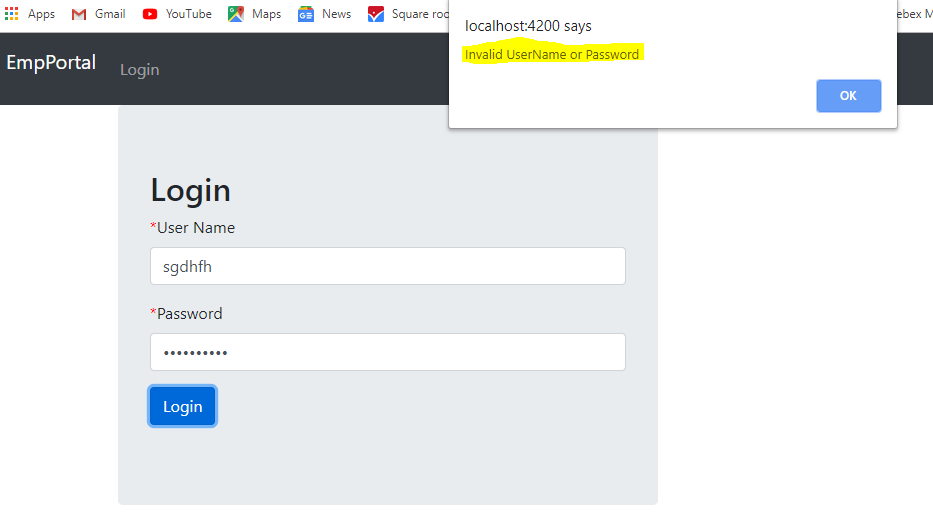 Apps Gmail YouTube Maps News Square roo
ebex M
localhost:4200 says
Invalid UserName or Password
OK
EmpPortal Login
Login
*User Name
sgdhfh
*Password
••••••••••
Login